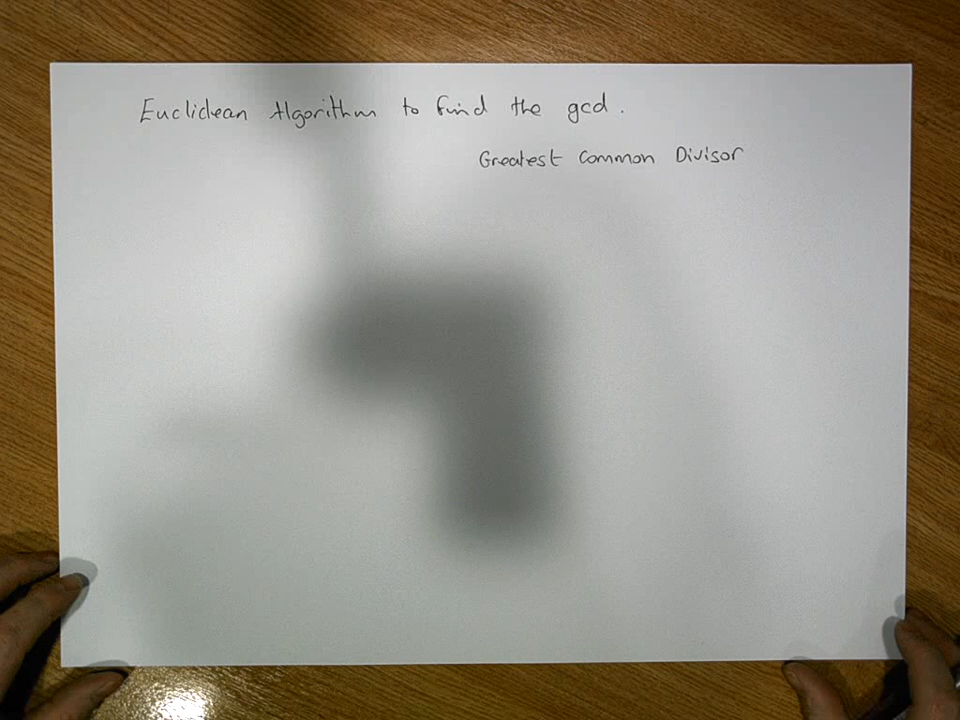 Euclidean Algorithm to find the gcd.
Greatest Common Divisor